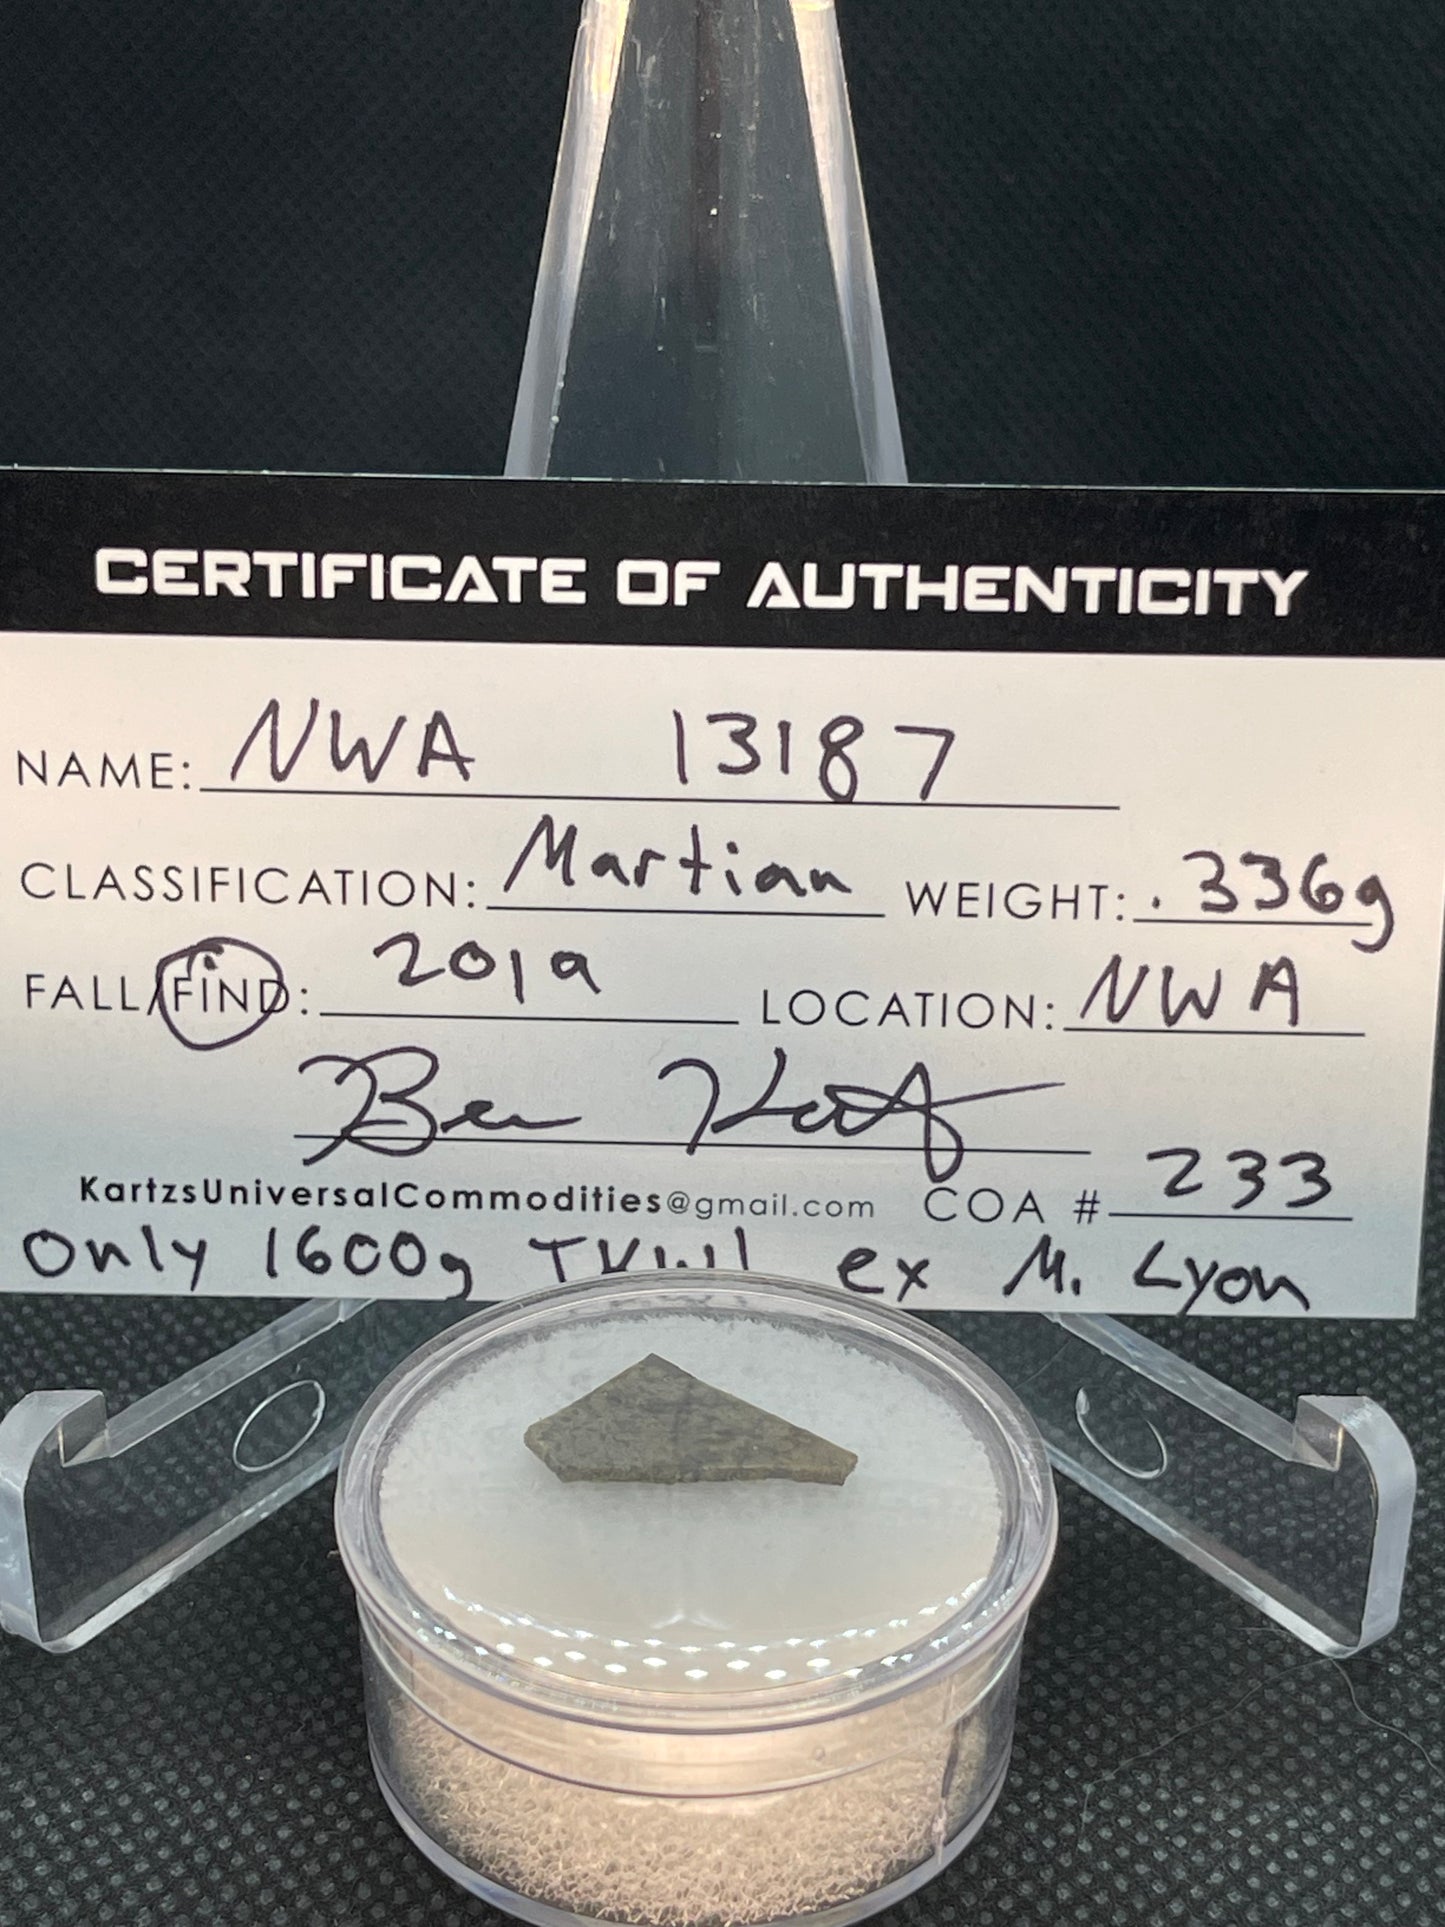 CERTIFICATE OF AUTHENTICITY
NAME: NWA 13187
CLASSIFICATION: Martian WEIGHT: .336g
FALL/FIND: 2019 LOCATION: NWA
Ben
KartzsUniversalCommodities@gmail.com COA # 233
Only 1600g ex M. Lyon